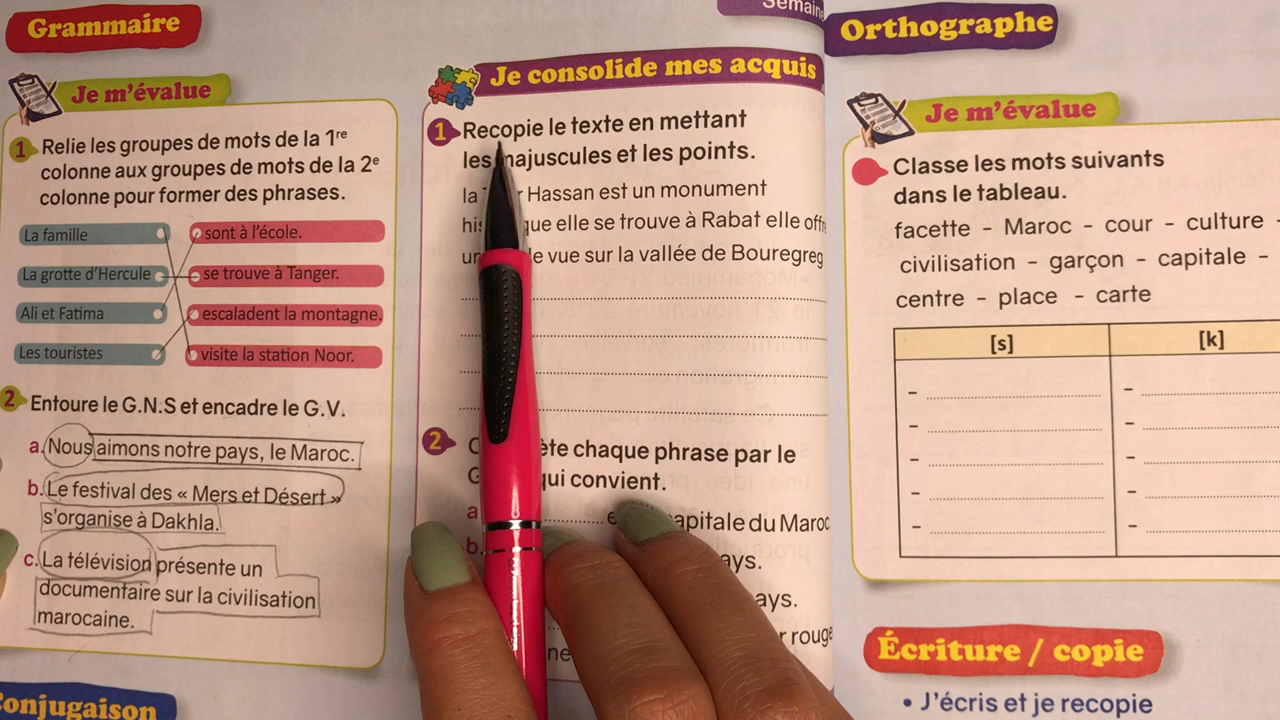 Grammaire
Je m'évalue
1 Relie les groupes de mots de la 1re
colonne aux groupes de mots de la 2e
colonne pour former des phrases.
La famille
sont à l'école.
La grotte d'Hercule
se trouve à Tanger.
Ali et Fatima
escaladent la montagne.
Les touristes
visite la station Noor.
2 Entoure le G.N.S et encadre le G.V.
a. Nous aimons notre pays, le Maroc.
b. Le festival des « Mers et Désert »
s'organise à Dakhla.
c. La télévision présente un
documentaire sur la civilisation
marocaine.
Conjugaison
Semaine
Je consolide mes acquis
1 Recopie le texte en mettant
les majuscules et les points.
la Hassan est un monument
elle se trouve à Rabat elle offre
vue sur la vallée de Bouregreg
2 chaque phrase par le
qui convient.
a capitale du Maroc
b.
Orthographe
Je m'évalue
Classe les mots suivants
dans le tableau.
facette - Maroc - cour - culture -
civilisation - garçon - capitale -
centre - place - carte
[s] [k]
Écriture / copie
• J'écris et je recopie